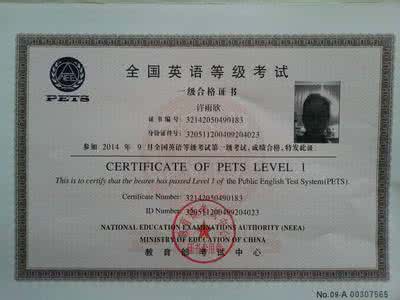 PETS
全国英语等级考试
一级合格证书
许雨欣
证书编号: 32142050490183
身份证件号: 320511200409204023
参加 2014 年 9 月全国英语等级考试第一级考试,成绩合格,特发此证
CERTIFICATE OF PETS LEVEL 1
This is to certify that the bearer has passed Level 1 of the Public English Test System(PETS).
Certificate Number: 32142050490183
ID Number: 320511200409204023
NATIONAL EDUCATION EXAMINATIONS AUTHORITY (NEEA)
MINISTRY OF EDUCATION OF CHINA
教育部考试中心
No.09-A 00307565